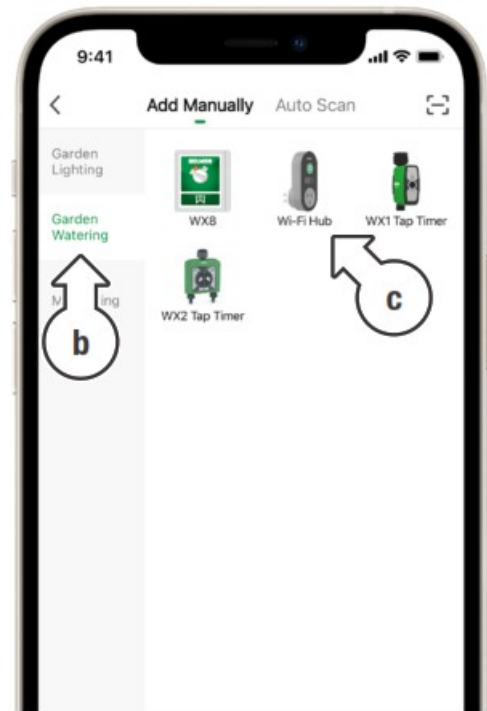 9:41
Add Manually Auto Scan
Garden
Lighting
Garden
Watering
WX8
Wi-Fi Hub
WX1 Tap Timer
WX2 Tap Timer
b
c